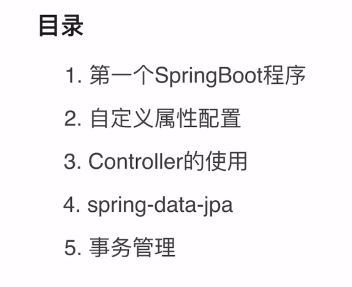 目录
1. 第一个SpringBoot程序
2. 自定义属性配置
3. Controller的使用
4. spring-data-jpa
5. 事务管理